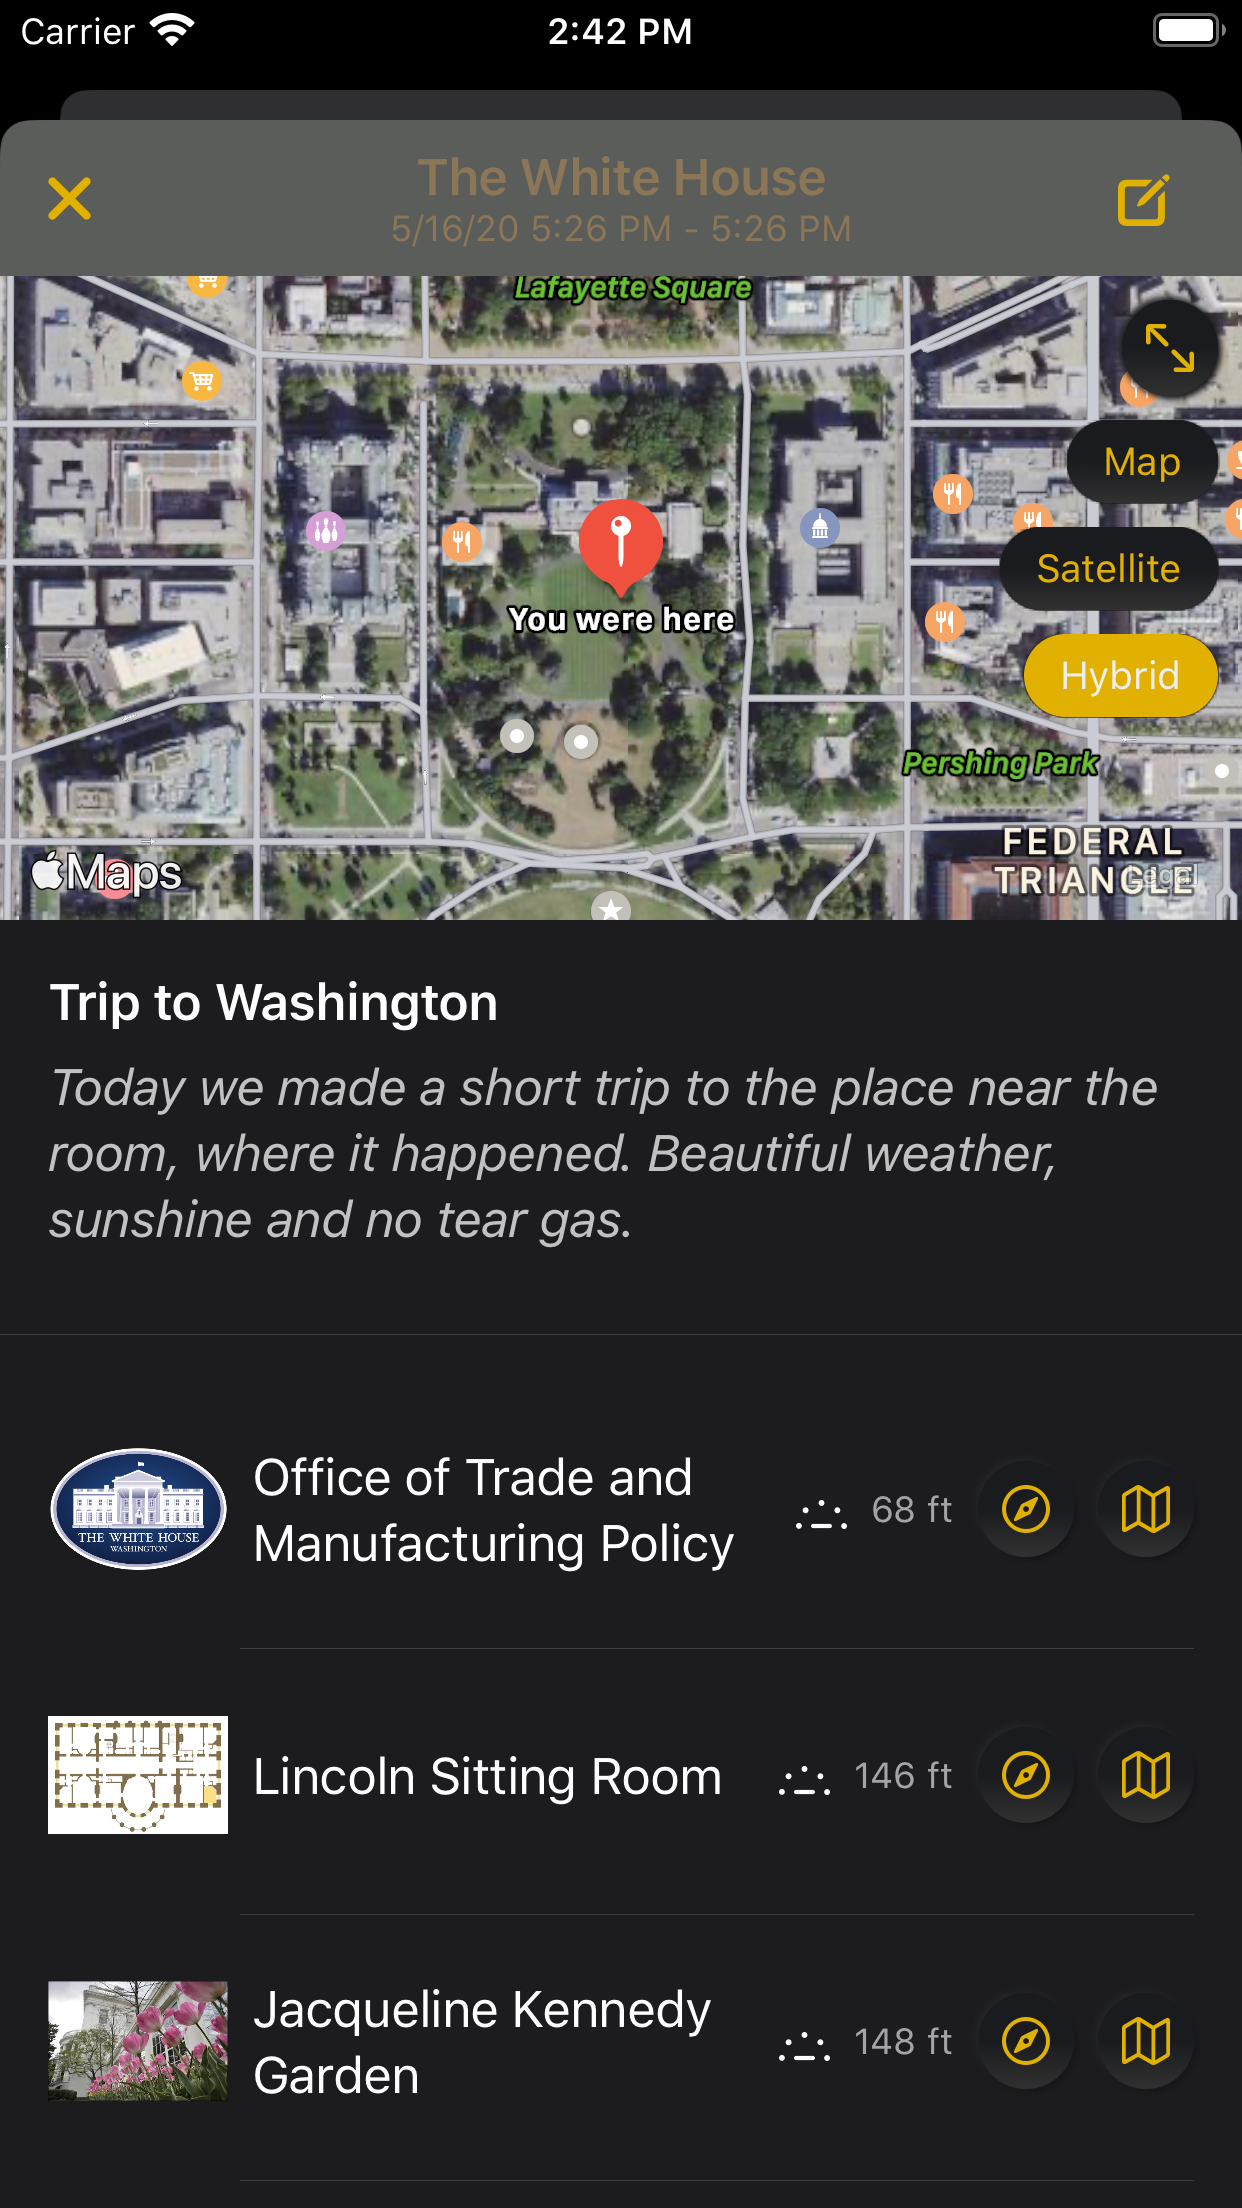 Carrier
2:42 PM
The White House
5/16/20 5:26 PM - 5:26 PM
Lafayette Square
Map
Satellite
You were here
Hybrid
Pershing Park
FEDERAL
TRIANGLE
Maps
Legal
Trip to Washington
Today we made a short trip to the place near the
room, where it happened. Beautiful weather,
sunshine and no tear gas.
Office of Trade and
Manufacturing Policy
68 ft
THE WHITE HOUSE
WASHINGTON
Lincoln Sitting Room
146 ft
Jacqueline Kennedy
Garden
148 ft